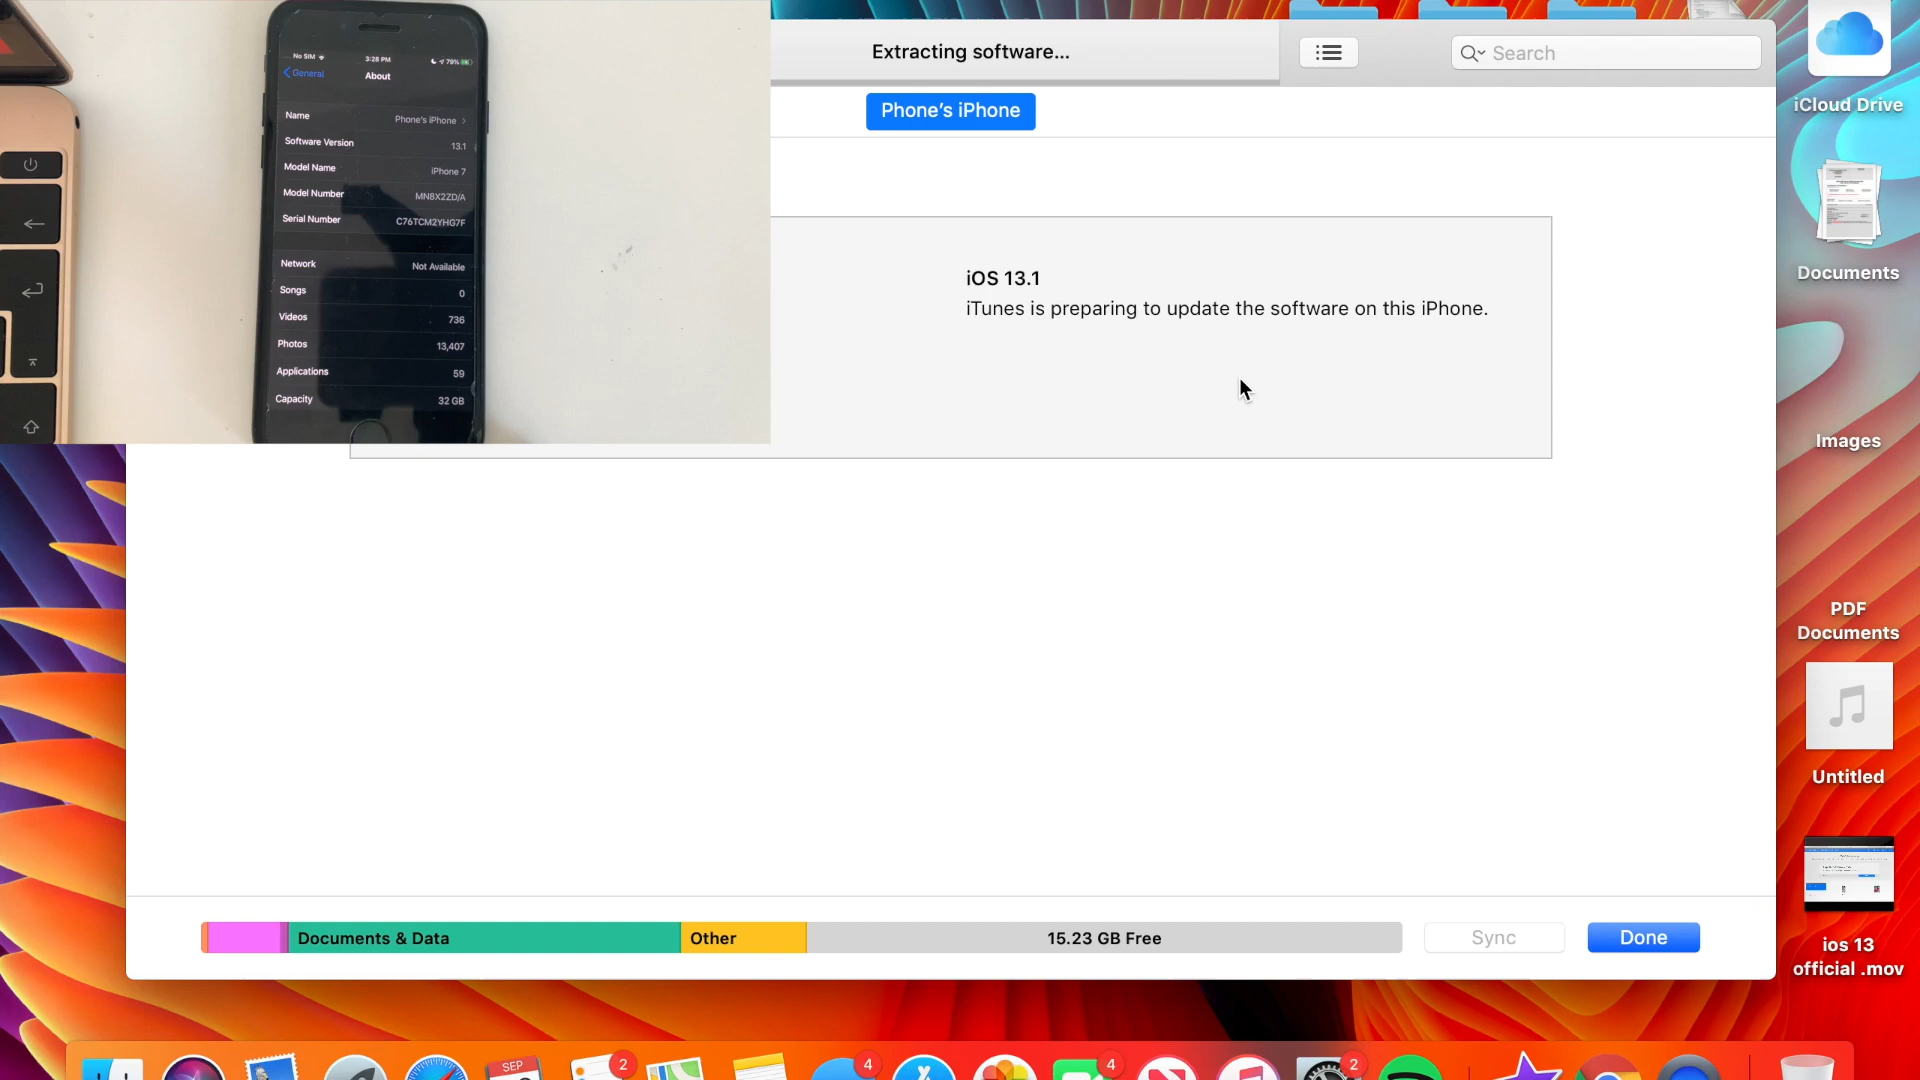 No SIM
3:28 PM
79%
General
About
Name
Phone's iPhone
Software Version
13.1
Model Name
iPhone 7
Model Number
MN8X2ZD/A
Serial Number
C76TCM2YHG7F
Network
Not Available
Songs
0
Videos
736
Photos
13,407
Applications
59
Capacity
32 GB
Extracting software...
Search
Phone's iPhone
iOS 13.1
iTunes is preparing to update the software on this iPhone.
Documents & Data
Other
15.23 GB Free
Sync
Done
iCloud Drive
Documents
Images
PDF
Documents
Untitled
ios 13
official .mov
SEP
2
4
4
2